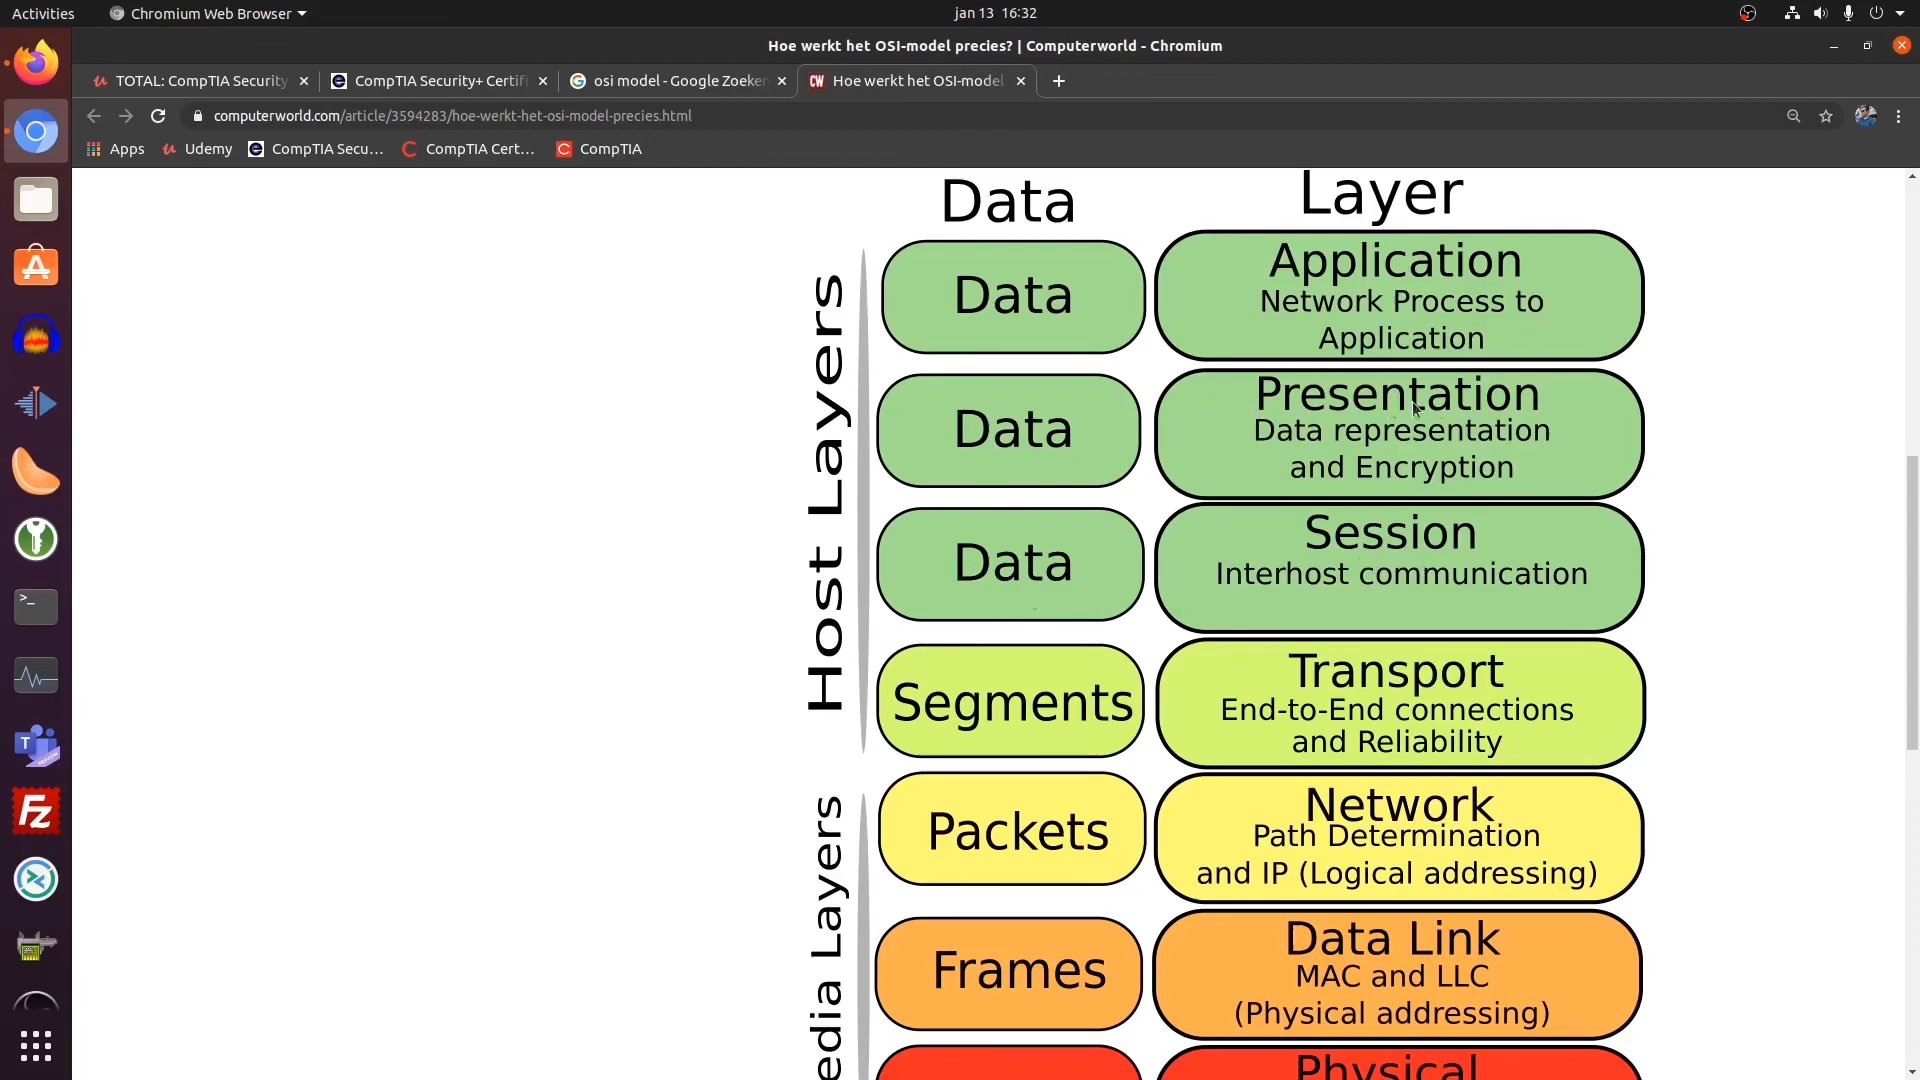 Activities
Chromium Web Browser
jan 13 16:32
Hoe werkt het OSI-model precies? | Computerworld - Chromium
TOTAL: CompTIA Security
CompTIA Security+ Certifi
osi model - Google Zoeken
CW
Hoe werkt het OSI-model
computerworld.com/article/3594283/hoe-werkt-het-osi-model-precies.html
Apps
Udemy
CompTIA Secu...
CompTIA Cert...
CompTIA
Data
Layer
Host Layers
Data
Application
Network Process to
Application
Data
Presentation
Data representation
and Encryption
Data
Session
Interhost communication
Segments
Transport
End-to-End connections
and Reliability
edia Layers
Packets
Network
Path Determination
and IP (Logical addressing)
Frames
Data Link
MAC and LLC
(Physical addressing)
Physical